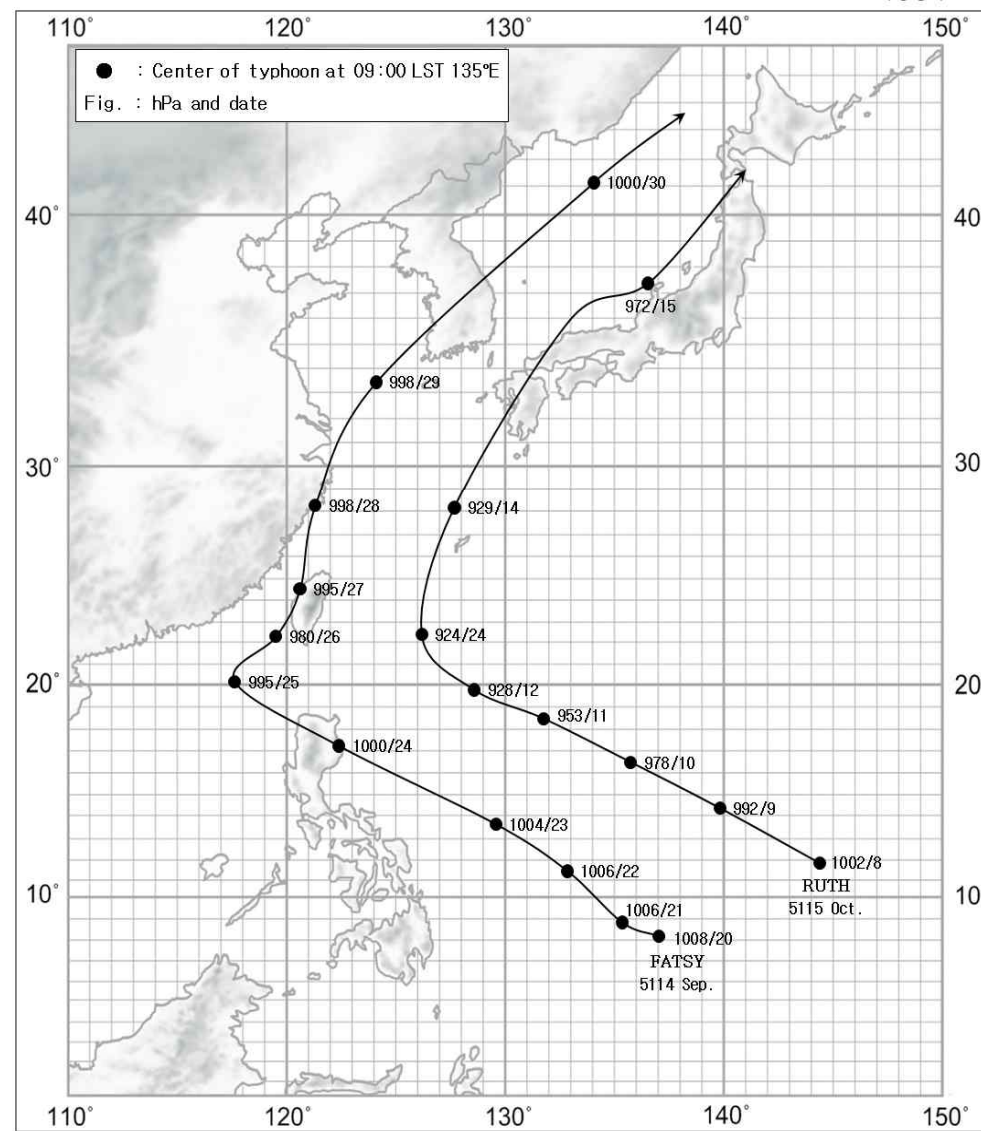 110° 120° 130° 140° 150°
● : Center of typhoon at 09:00 LST 135°E
Fig. : hPa and date
1000/30
40° 40
972/15
998/29
30° 30
998/28
929/14
995/27
980/26
924/24
20° 20
995/25
928/12
953/11
1000/24
978/10
992/9
1004/23
1006/22
1002/8
RUTH
5115 Oct.
10° 10
1006/21
1008/20
FATSY
5114 Sep.
110° 120° 130° 140° 150°